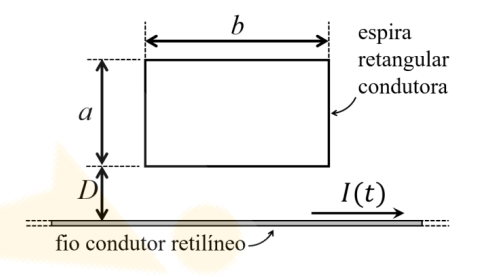 b
espira
retangular
condutora
a
D
I(t)
fio condutor retilíneo